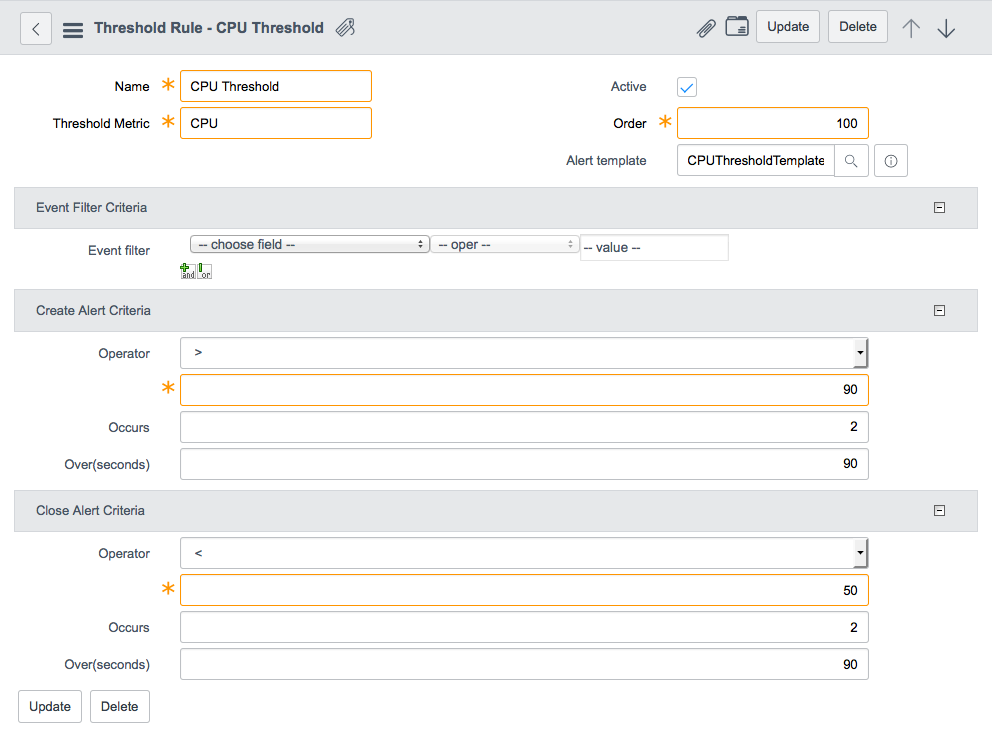 Threshold Rule - CPU Threshold
Update
Delete
Name
CPU Threshold
Active
Threshold Metric
CPU
Order
100
Alert template
CPUThresholdTemplate
Event Filter Criteria
Event filter
-- choose field --
-- oper --
-- value --
and
or
Create Alert Criteria
Operator
>
90
Occurs
2
Over(seconds)
90
Close Alert Criteria
Operator
<
50
Occurs
2
Over(seconds)
90
Update
Delete